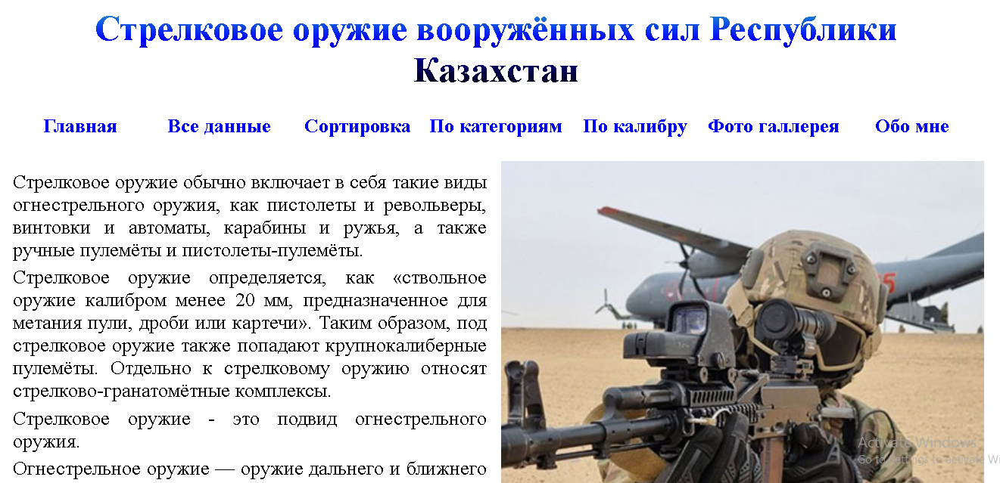 Стрелковое оружие вооружённых сил Республики
Казахстан
Главная Все данные Сортировка По категориям По калибру Фото галлерея Обо мне
Стрелковое оружие обычно включает в себя такие виды
огнестрельного оружия, как пистолеты и револьверы,
винтовки и автоматы, карабины и ружья, а также
ручные пулемёты и пистолеты-пулемёты.
Стрелковое оружие определяется, как «ствольное
оружие калибром менее 20 мм, предназначенное для
метания пули, дроби или картечи». Таким образом, под
стрелковое оружие также попадают крупнокалиберные
пулемёты. Отдельно к стрелковому оружию относят
стрелково-гранатомётные комплексы.
Стрелковое оружие - это подвид огнестрельного
оружия.
Огнестрельное оружие — оружие дальнего и ближнего
5
Activate Windows
Go to Settings to activate Wi